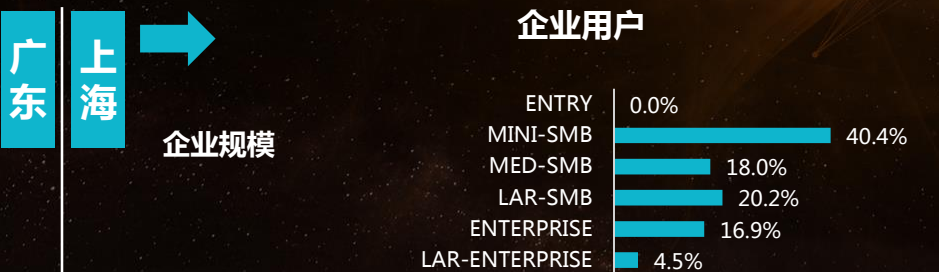 广东
上海
企业用户
企业规模
ENTRY 0.0%
MINI-SMB 40.4%
MED-SMB 18.0%
LAR-SMB 20.2%
ENTERPRISE 16.9%
LAR-ENTERPRISE 4.5%